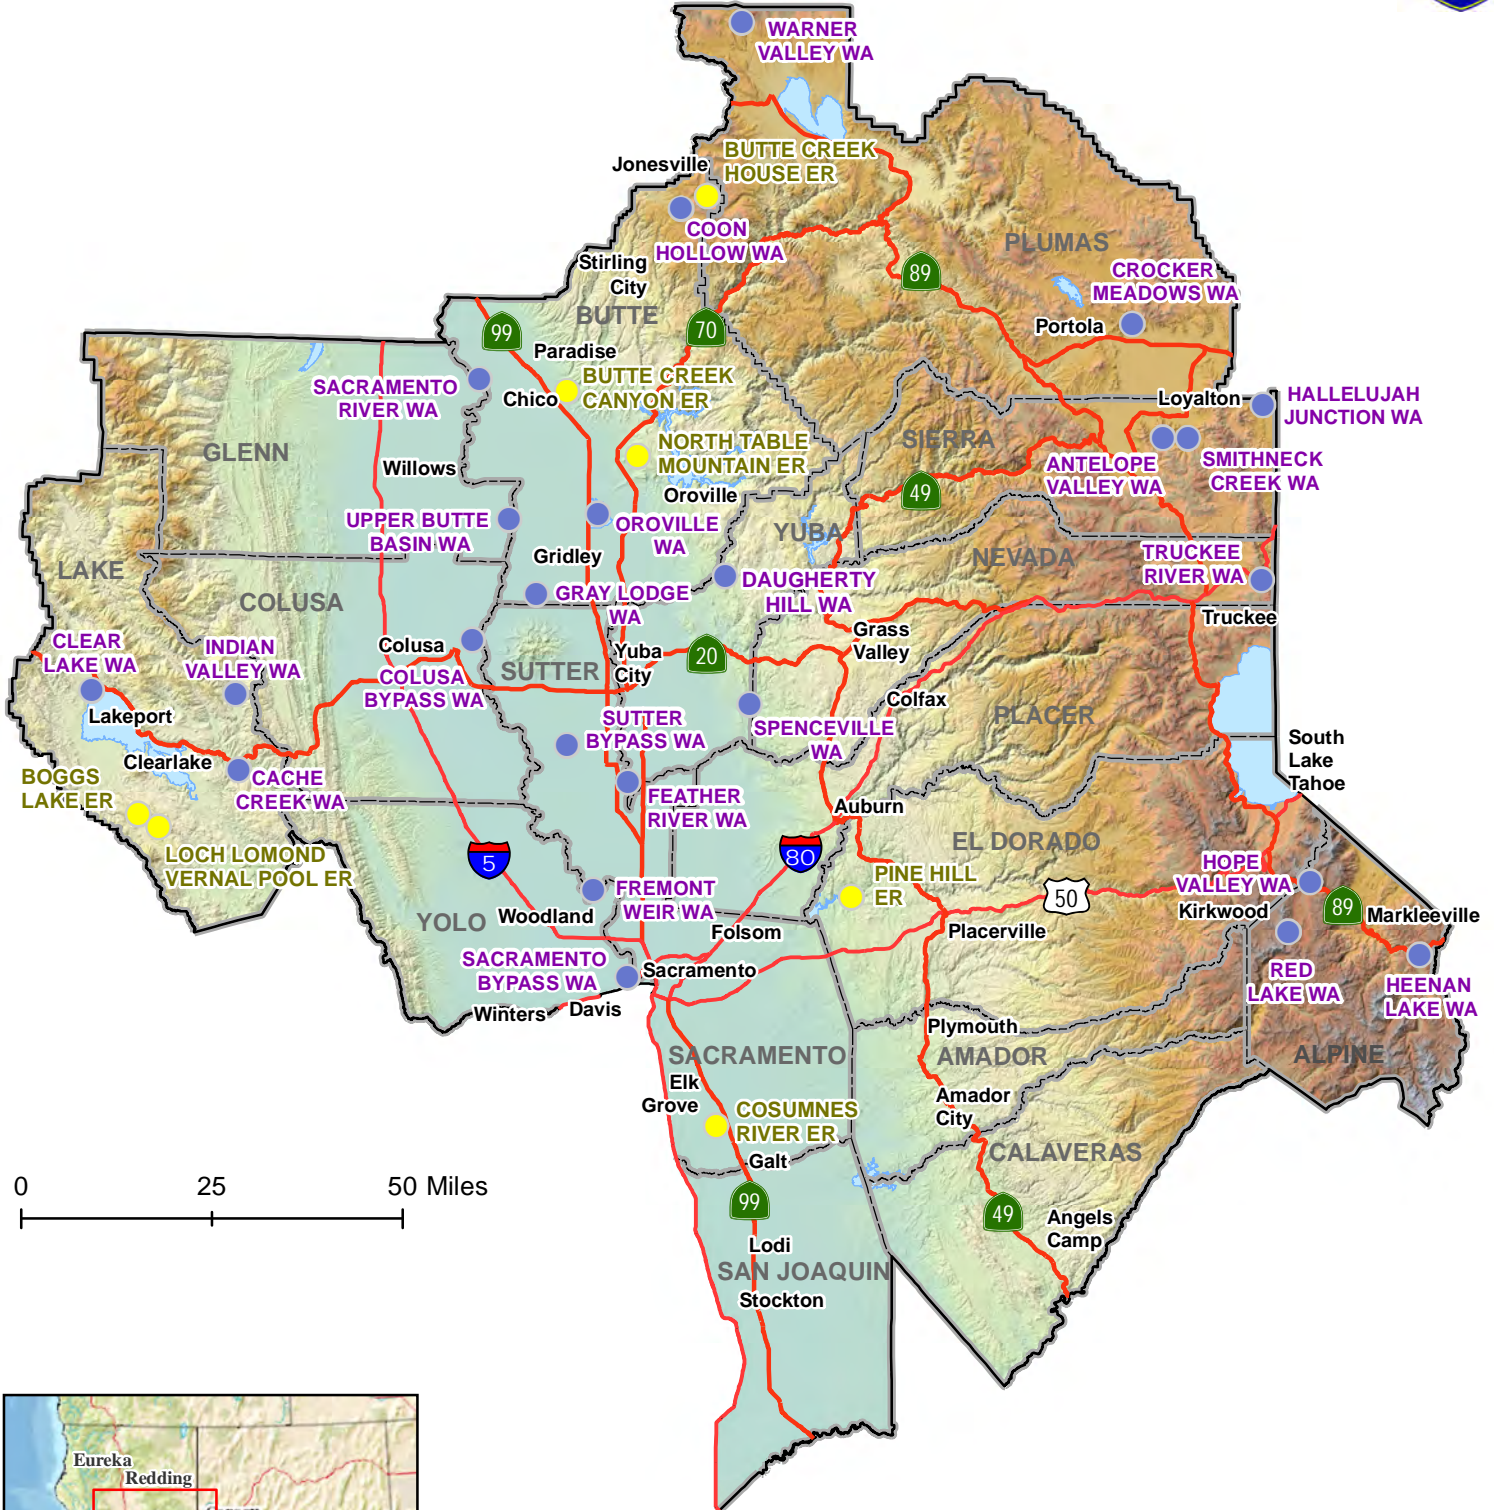 WARNER
VALLEY WA
Jonesville
BUTTE CREEK
HOUSE ER
COON
HOLLOW WA
PLUMAS
Stirling
City
89
CROCKER
MEADOWS WA
BUTTE
99
70
Portola
Paradise
SACRAMENTO
RIVER WA
BUTTE CREEK
CANYON ER
Chico
Loyalton
HALLELUJAH
JUNCTION WA
GLENN
SIERRA
NORTH TABLE
MOUNTAIN ER
Willows
ANTELOPE
VALLEY WA
SMITHNECK
CREEK WA
Oroville
49
UPPER BUTTE
BASIN WA
OROVILLE
WA
YUBA
Gridley
NEVADA
TRUCKEE
RIVER WA
LAKE
COLUSA
GRAY LODGE
WA
DAUGHERTY
HILL WA
Truckee
CLEAR
LAKE WA
INDIAN
VALLEY WA
Colusa
SUTTER
Yuba
City
20
Grass
Valley
COLUSA
BYPASS WA
Colfax
Lakeport
SUTTER
BYPASS WA
SPENCEVILLE
WA
PLACER
Clearlake
South
Lake
Tahoe
BOGGS
LAKE ER
CACHE
CREEK WA
FEATHER
RIVER WA
Auburn
LOCH LOMOND
VERNAL POOL ER
5
80
EL DORADO
HOPE
VALLEY WA
PINE HILL
ER
FREMONT
WEIR WA
50
89
YOLO
Woodland
Kirkwood
Markleeville
Folsom
Placerville
SACRAMENTO
BYPASS WA
Sacramento
RED
LAKE WA
HEENAN
LAKE WA
Winters
Davis
Plymouth
SACRAMENTO
AMADOR
ALPINE
Elk
Grove
Amador
City
COSUMNES
RIVER ER
Galt
CALAVERAS
0 25 50 Miles
99
49
Angels
Camp
Lodi
SAN JOAQUIN
Stockton
Eureka
Redding